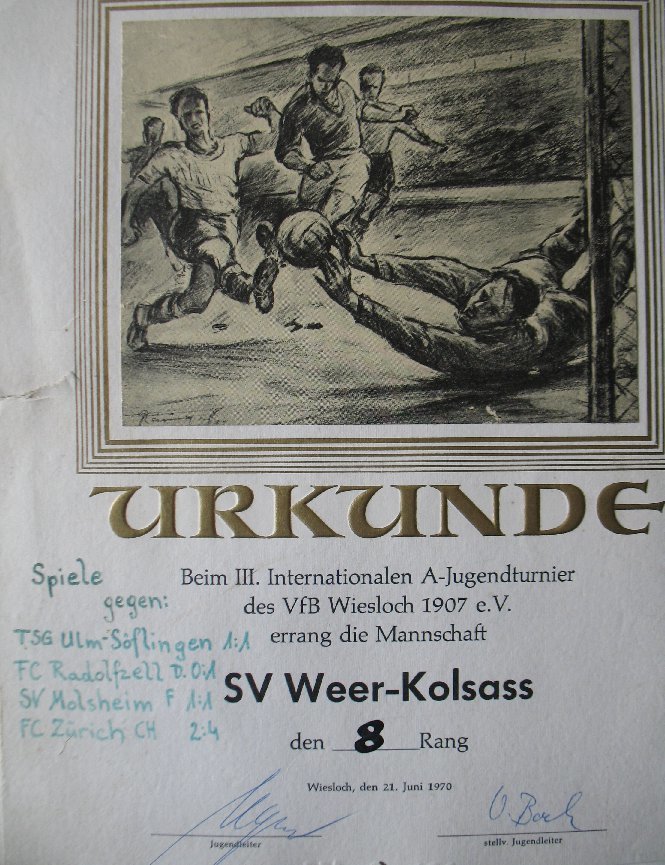 URKUNDE
Beim III. Internationalen A-Jugendturnier
des VfB Wiesloch 1907 e.V.
errang die Mannschaft
SV Weer-Kolsass
den 8 Rang
Spiele
gegen:
TSG Ulm-Söflingen 1:1
FC Radolfzell D. 0:1
SV Molsheim F 1:1
FC Zürich CH 2:4
Wiesloch, den 21. Juni 1970
Jugendleiter
stellv. Jugendleiter